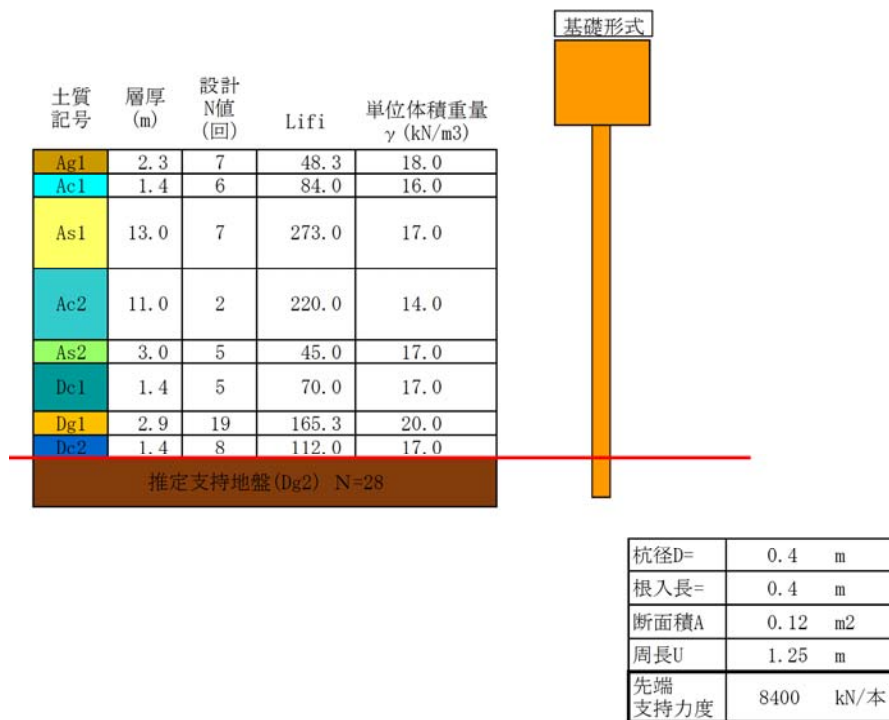 基礎形式
土質 層厚 設計
記号 (m) N値 Lifi 単位体積重量
(回) γ (kN/m3)
Ag1 2.3 7 48.3 18.0
Ac1 1.4 6 84.0 16.0
As1 13.0 7 273.0 17.0
Ac2 11.0 2 220.0 14.0
As2 3.0 5 45.0 17.0
Dc1 1.4 5 70.0 17.0
Dg1 2.9 19 165.3 20.0
Dc2 1.4 8 112.0 17.0
推定支持地盤(Dg2) N=28
杭径D= 0.4 m
根入長= 0.4 m
断面積A 0.12 m2
周長U 1.25 m
先端
支持力度 8400 kN/本